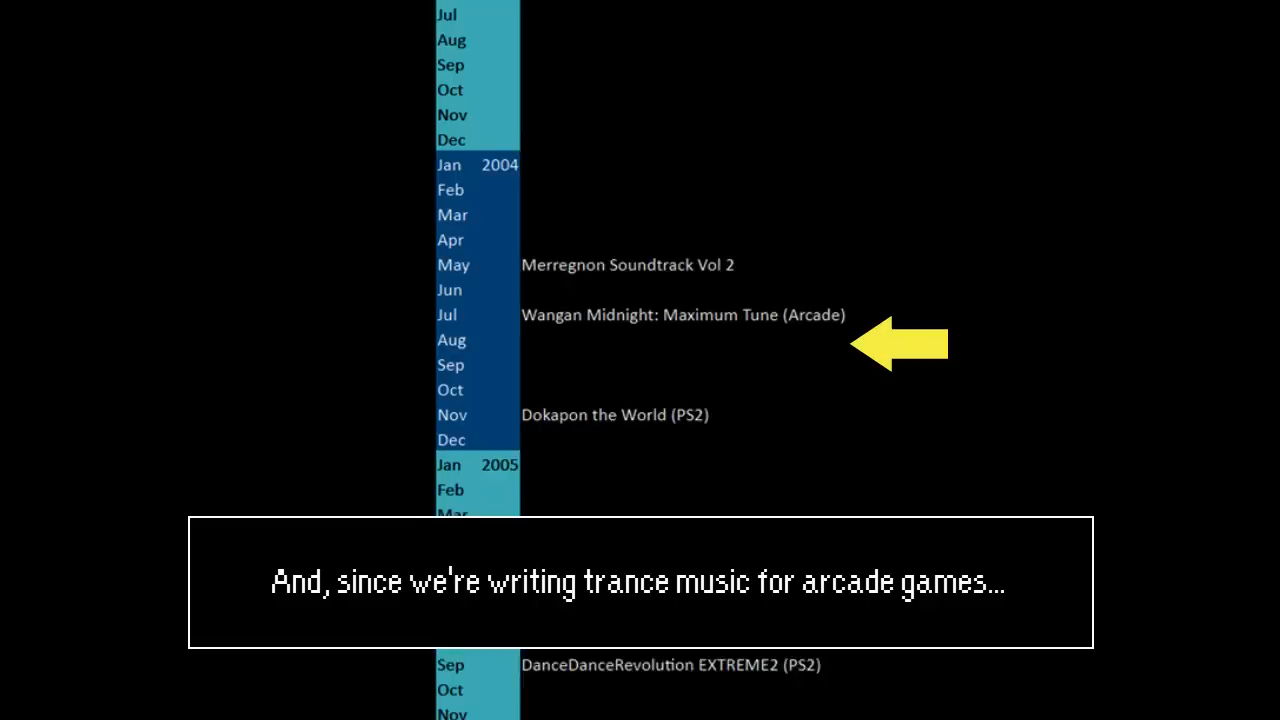 Jul
Aug
Sep
Oct
Nov
Dec
Jan 2004
Feb
Mar
Apr
May Merregnon Soundtrack Vol 2
Jun
Jul Wangan Midnight: Maximum Tune (Arcade)
Aug
Sep
Oct
Nov Dokapon the World (PS2)
Dec
Jan 2005
Feb
Mar
And, since we're writing trance music for arcade games...
Sep DanceDanceRevolution EXTREME2 (PS2)
Oct
Nov